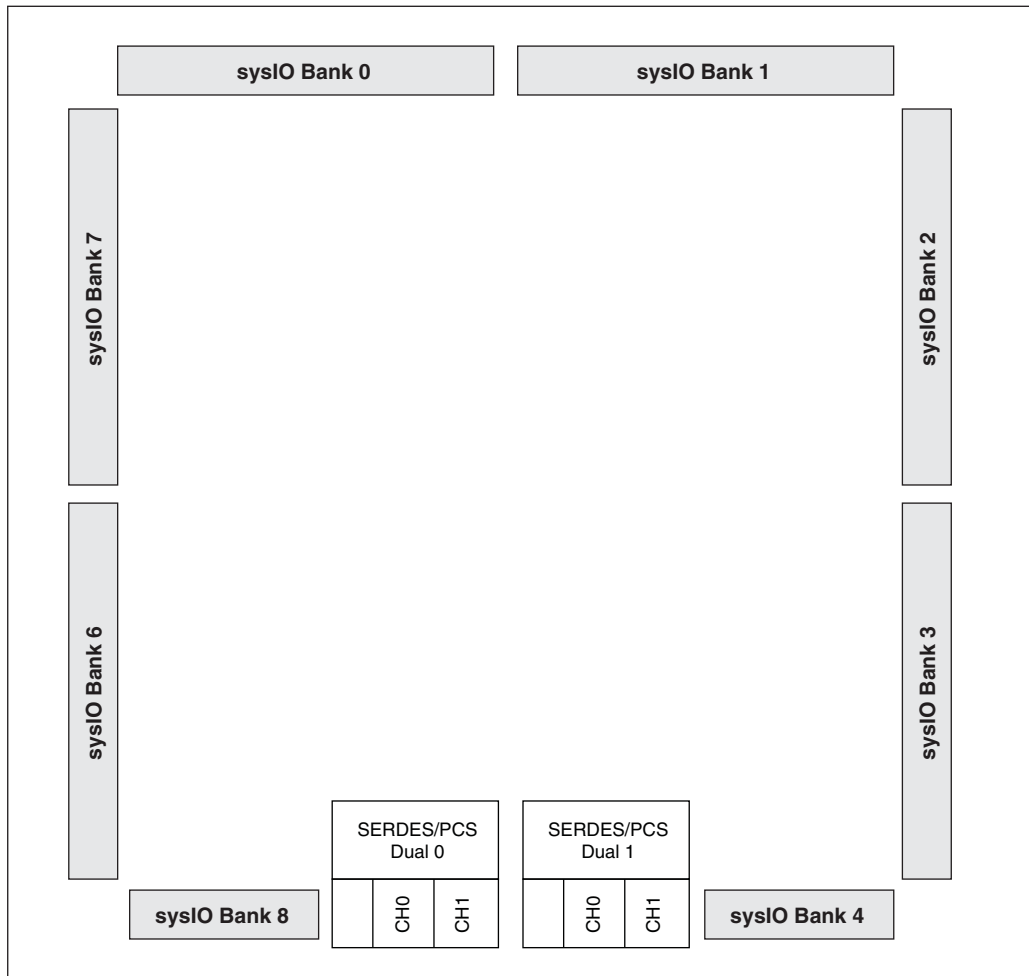 sysIO Bank 0
sysIO Bank 1
sysIO Bank 7
sysIO Bank 2
sysIO Bank 6
sysIO Bank 3
SERDES/PCS
Dual 0
SERDES/PCS
Dual 1
sysIO Bank 8
CH0
CH1
CH0
CH1
sysIO Bank 4